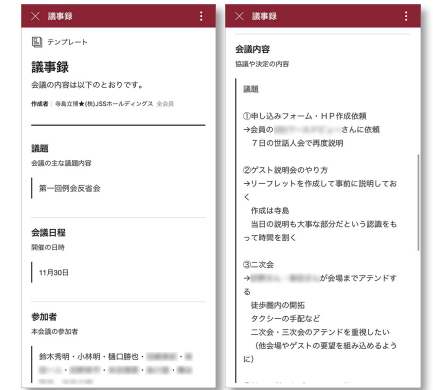 議事録
テンプレート
議事録
会議の内容は以下のとおりです。
作成者 寺島立博★(株)JSSホールディングス 全会員
議題
会議の主な議題内容
第一回例会反省会
会議日程
開催の日時
11月30日
参加者
本会議の参加者
鈴木秀明・小林明・樋口勝也・
議事録
会議内容
協議や決定の内容
議題
①申し込みフォーム・HP作成依頼
→会員の
さんに依頼
７日の世話人会で再度説明
②ゲスト説明会のやり方
→リーフレットを作成して事前に説明してお
く
作成は寺島
当日の説明も大事な部分だという認識をも
って時間を割く
③二次会
→
が会場までアテンドす
る
徒歩圏内の開拓
タクシーの手配など
二次会・三次会のアテンドを重視したい
（他会場やゲストの要望を組み込めるよう
に）